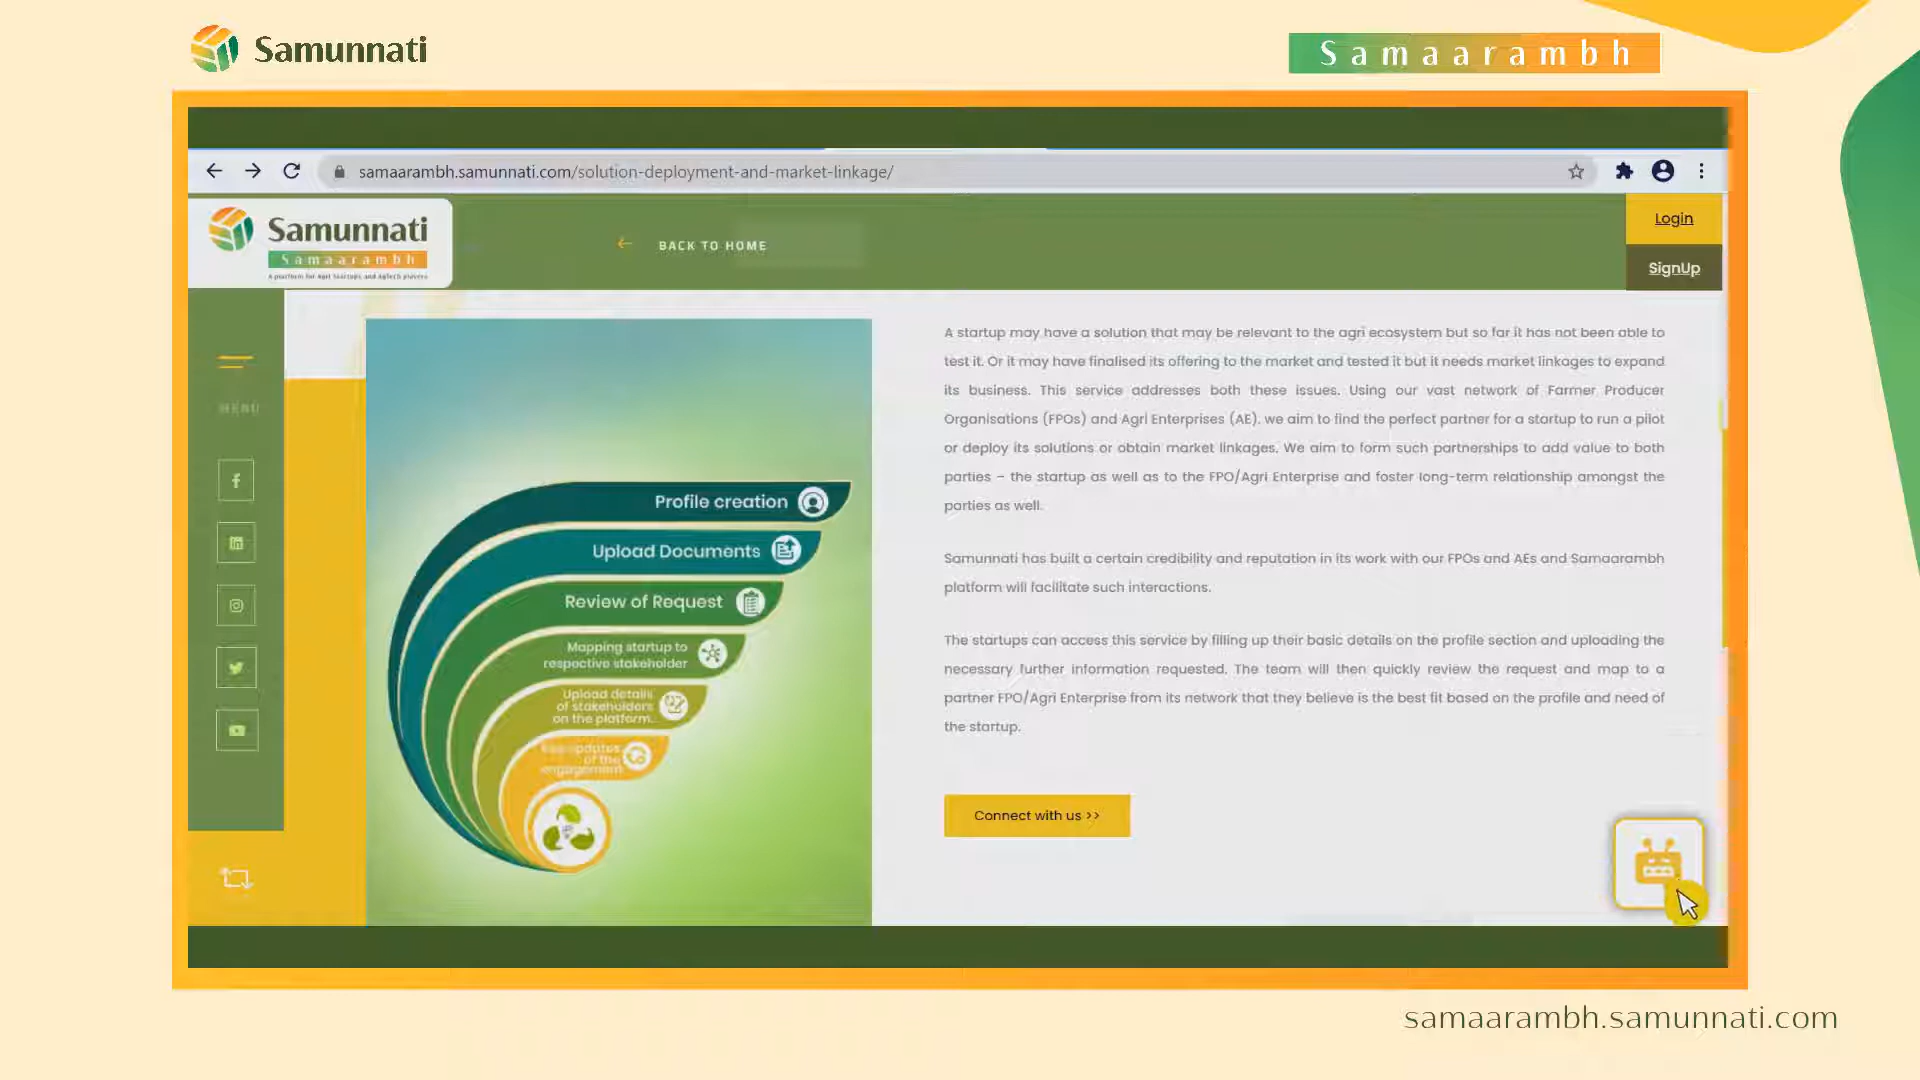 Samunnati
Samaarambh
samaarambh.samunnati.com/solution-deployment-and-market-linkage/
Samunnati
Samaarambh
A platform for Agri Startups and Agtech players
BACK TO HOME
Login
SignUp
MENU
Profile creation
Upload Documents
Review of Request
Mapping startup to
respective stakeholder
Upload details
of stakeholders
on the platform.
updates
of the
engagement
A startup may have a solution that may be relevant to the agri ecosystem but so far it has not been able to
test it. Or it may have finalised its offering to the market and tested it but it needs market linkages to expand
its business. This service addresses both these issues. Using our vast network of Farmer Producer
Organisations (FPOs) and Agri Enterprises (AE), we aim to find the perfect partner for a startup to run a pilot
or deploy its solutions or obtain market linkages. We aim to form such partnerships to add value to both
parties – the startup as well as to the FPO/Agri Enterprise and foster long-term relationship amongst the
parties as well.
Samunnati has built a certain credibility and reputation in its work with our FPOs and AEs and Samaarambh
platform will facilitate such interactions.
The startups can access this service by filling up their basic details on the profile section and uploading the
necessary further information requested. The team will then quickly review the request and map to a
partner FPO/Agri Enterprise from its network that they believe is the best fit based on the profile and need of
the startup.
Connect with us >>
samaarambh.samunnati.com